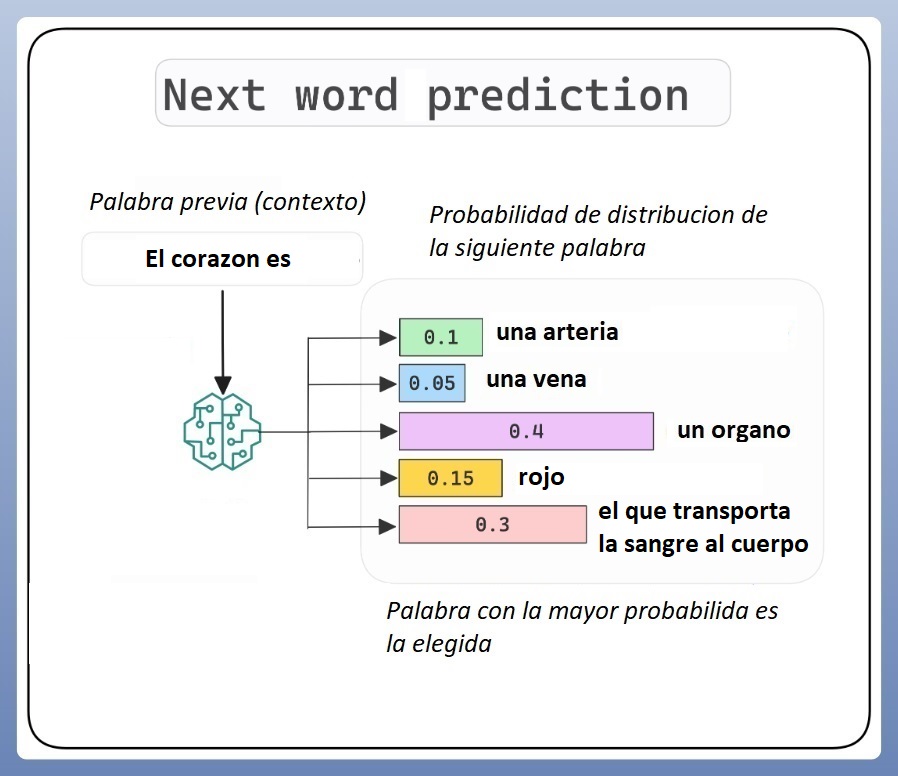 Next word prediction
Palabra previa (contexto)
El corazon es
Probabilidad de distribucion de
la siguiente palabra
0.1 una arteria
0.05 una vena
0.4 un organo
0.15 rojo
0.3 el que transporta
la sangre al cuerpo
Palabra con la mayor probabilida es
la elegida